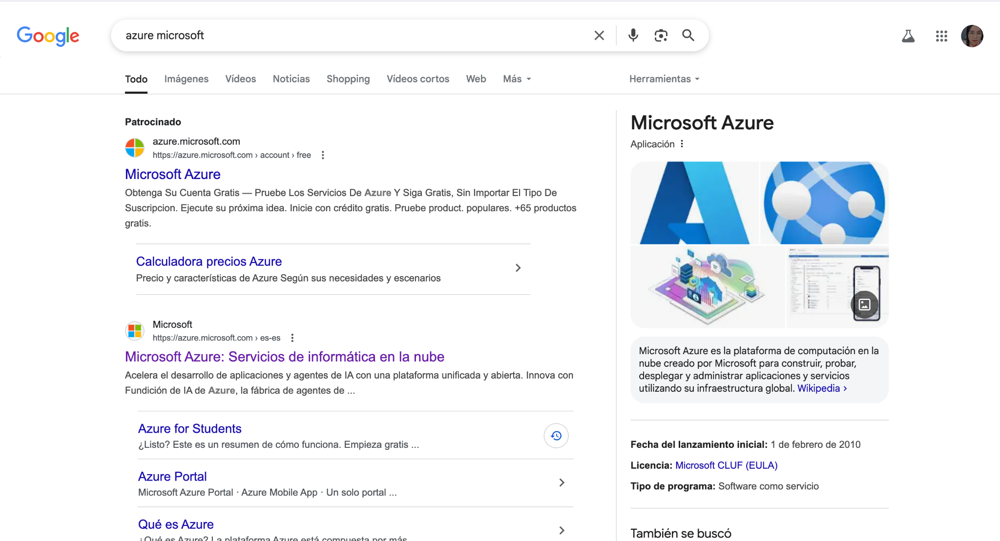 Google
azure microsoft
Todo
Imágenes
Vídeos
Noticias
Shopping
Vídeos cortos
Web
Más
Herramientas
Patrocinado
azure.microsoft.com
https://azure.microsoft.com › account › free
Microsoft Azure
Obtenga Su Cuenta Gratis — Pruebe Los Servicios De Azure Y Siga Gratis, Sin Importar El Tipo De
Suscripcion. Ejecute su próxima idea. Inicie con crédito gratis. Pruebe product. populares. +65 productos
gratis.
Calculadora precios Azure
Precio y características de Azure Según sus necesidades y escenarios
Microsoft
https://azure.microsoft.com › es-es
Microsoft Azure: Servicios de informática en la nube
Acelera el desarrollo de aplicaciones y agentes de IA con una plataforma unificada y abierta. Innova con
Fundición de IA de Azure, la fábrica de agentes de ...
Azure for Students
¿Listo? Este es un resumen de cómo funciona. Empieza gratis ...
Azure Portal
Microsoft Azure Portal · Azure Mobile App · Un solo portal ...
Qué es Azure
¿Qué es Azure? La plataforma Azure está compuesta por más
Microsoft Azure
Aplicación
Microsoft Azure es la plataforma de computación en la
nube creado por Microsoft para construir, probar,
desplegar y administrar aplicaciones y servicios
utilizando su infraestructura global. Wikipedia ›
Fecha del lanzamiento inicial: 1 de febrero de 2010
Licencia: Microsoft CLUF (EULA)
Tipo de programa: Software como servicio
También se buscó